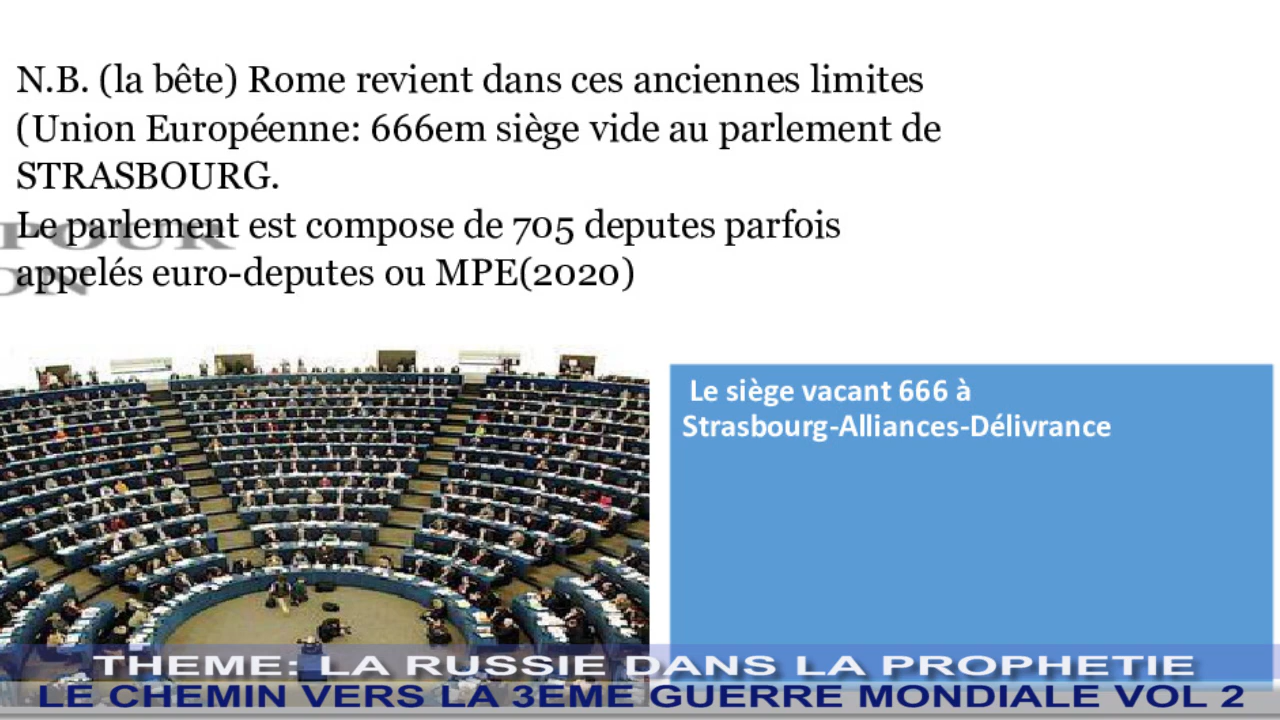 N.B. (la bête) Rome revient dans ces anciennes limites
(Union Européenne: 666em siège vide au parlement de
STRASBOURG.
Le parlement est compose de 705 deputes parfois
appelés euro-deputes ou MPE(2020)
Le siège vacant 666 à
Strasbourg-Alliances-Délivrance
THEME: LA RUSSIE DANS LA PROPHETIE
LE CHEMIN VERS LA 3EME GUERRE MONDIALE VOL 2